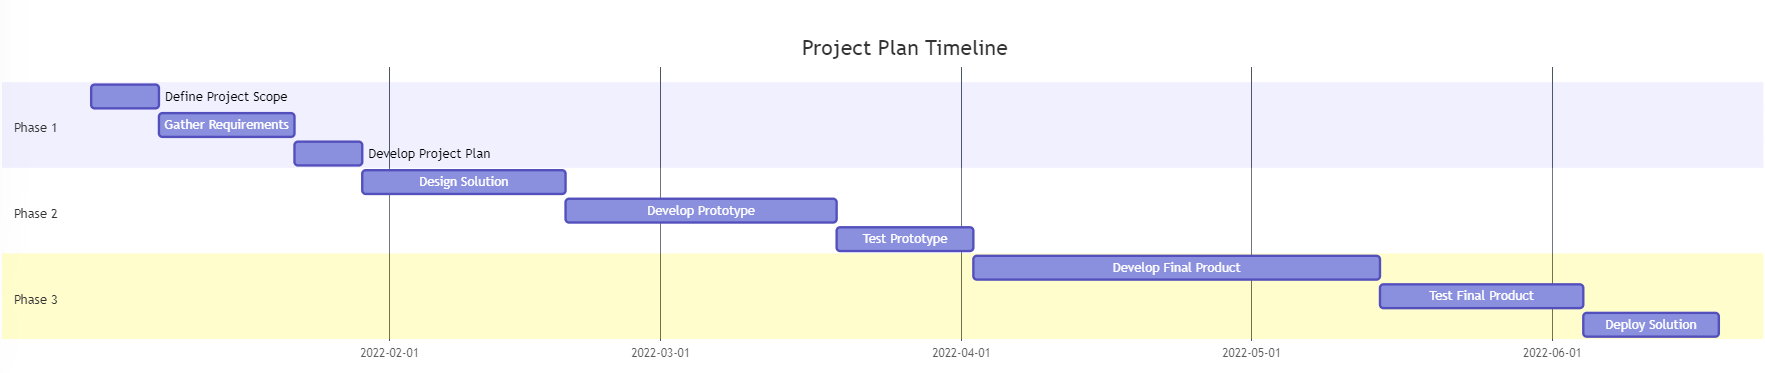 Project Plan Timeline
Define Project Scope
Gather Requirements
Phase 1
Develop Project Plan
Design Solution
Develop Prototype
Phase 2
Test Prototype
Develop Final Product
Test Final Product
Phase 3
Deploy Solution
2022-02-01 2022-03-01 2022-04-01 2022-05-01 2022-06-01